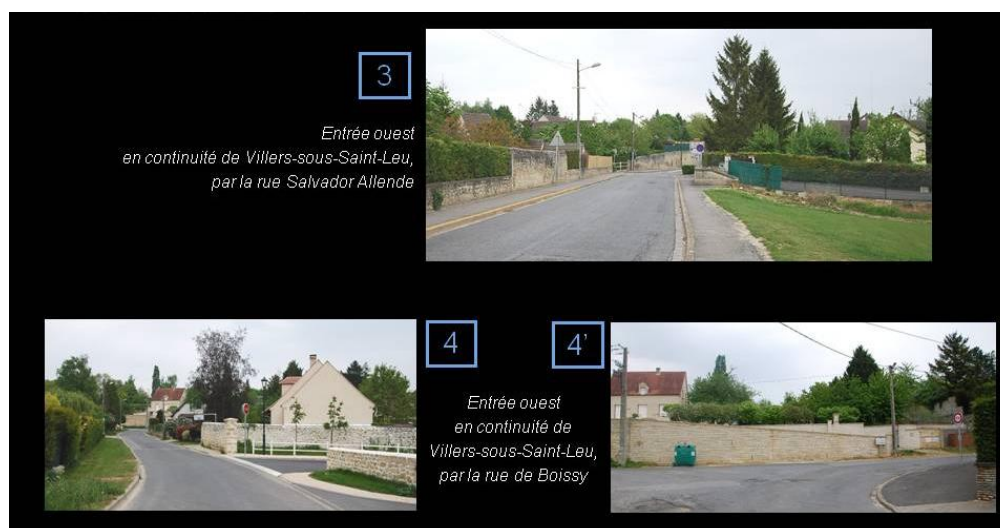 3
Entrée ouest
en continuité de Villers-sous-Saint-Leu,
par la rue Salvador Allende
4
4'
Entrée ouest
en continuité de
Villers-sous-Saint-Leu,
par la rue de Boissy